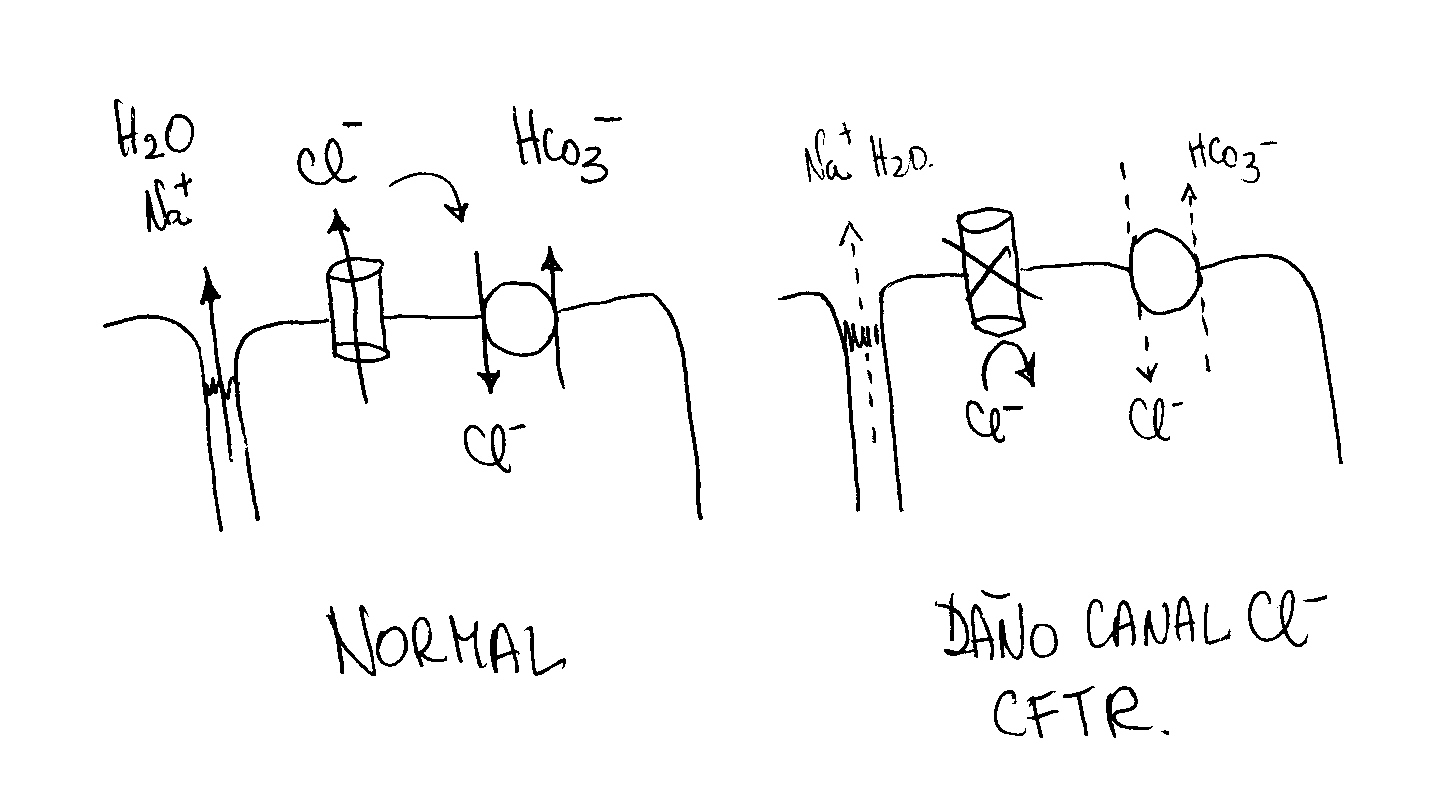 H2O
Na+
Cl-
HCO3-
Cl-
NORMAL
Na+ H2O.
HCO3-
Cl-
Cl-
DAÑO CANAL Cl-
CFTR.